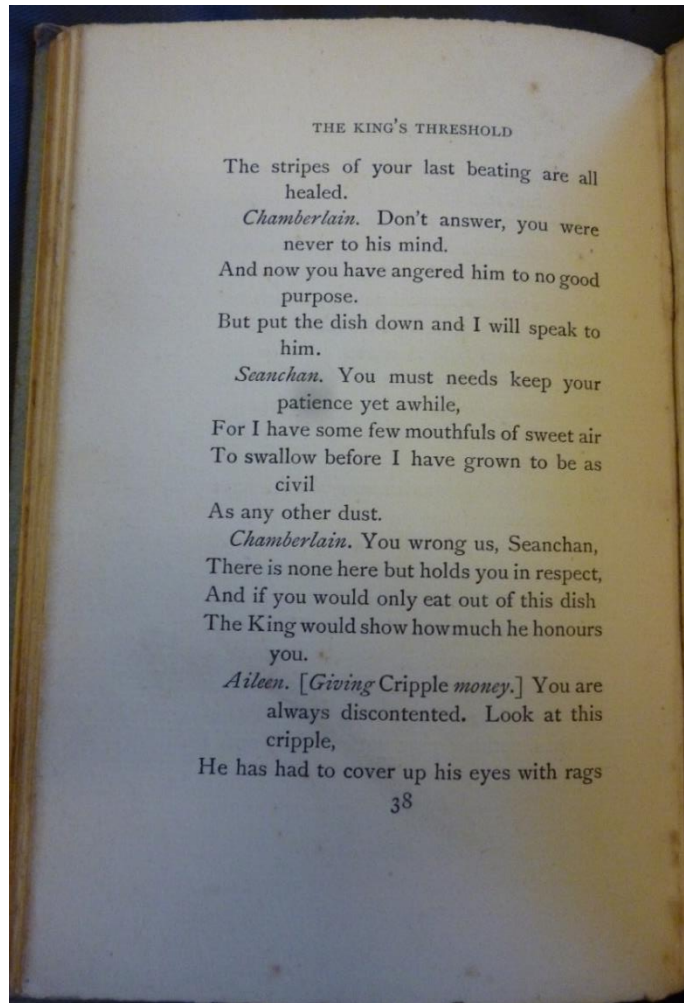 THE KING'S THRESHOLD
The stripes of your last beating are all
healed.
Chamberlain. Don't answer, you were
never to his mind.
And now you have angered him to no good
purpose.
But put the dish down and I will speak to
him.
Seanchan. You must needs keep your
patience yet awhile,
For I have some few mouthfuls of sweet air
To swallow before I have grown to be as
civil
As any other dust.
Chamberlain. You wrong us, Seanchan,
There is none here but holds you in respect,
And if you would only eat out of this dish
The King would show how much he honours
you.
Aileen. [Giving Cripple money.] You are
always discontented. Look at this
cripple,
He has had to cover up his eyes with rags
38